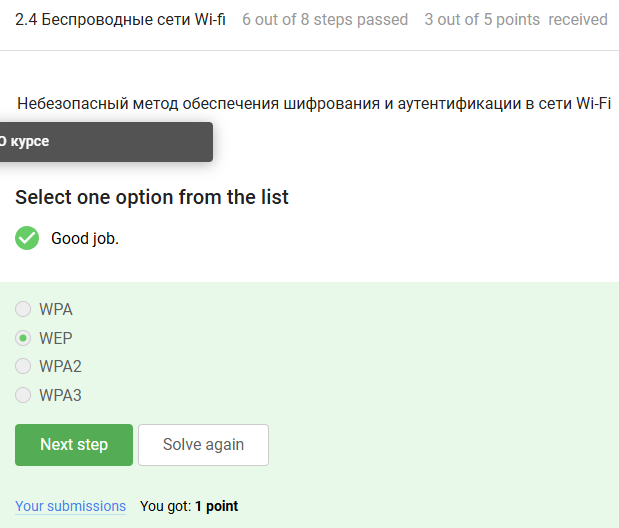 2.4 Беспроводные сети Wi-fi 6 out of 8 steps passed 3 out of 5 points received
Небезопасный метод обеспечения шифрования и аутентификации в сети Wi-Fi
О курсе
Select one option from the list
Good job.
WPA
WEP
WPA2
WPA3
Next step Solve again
Your submissions You got: 1 point